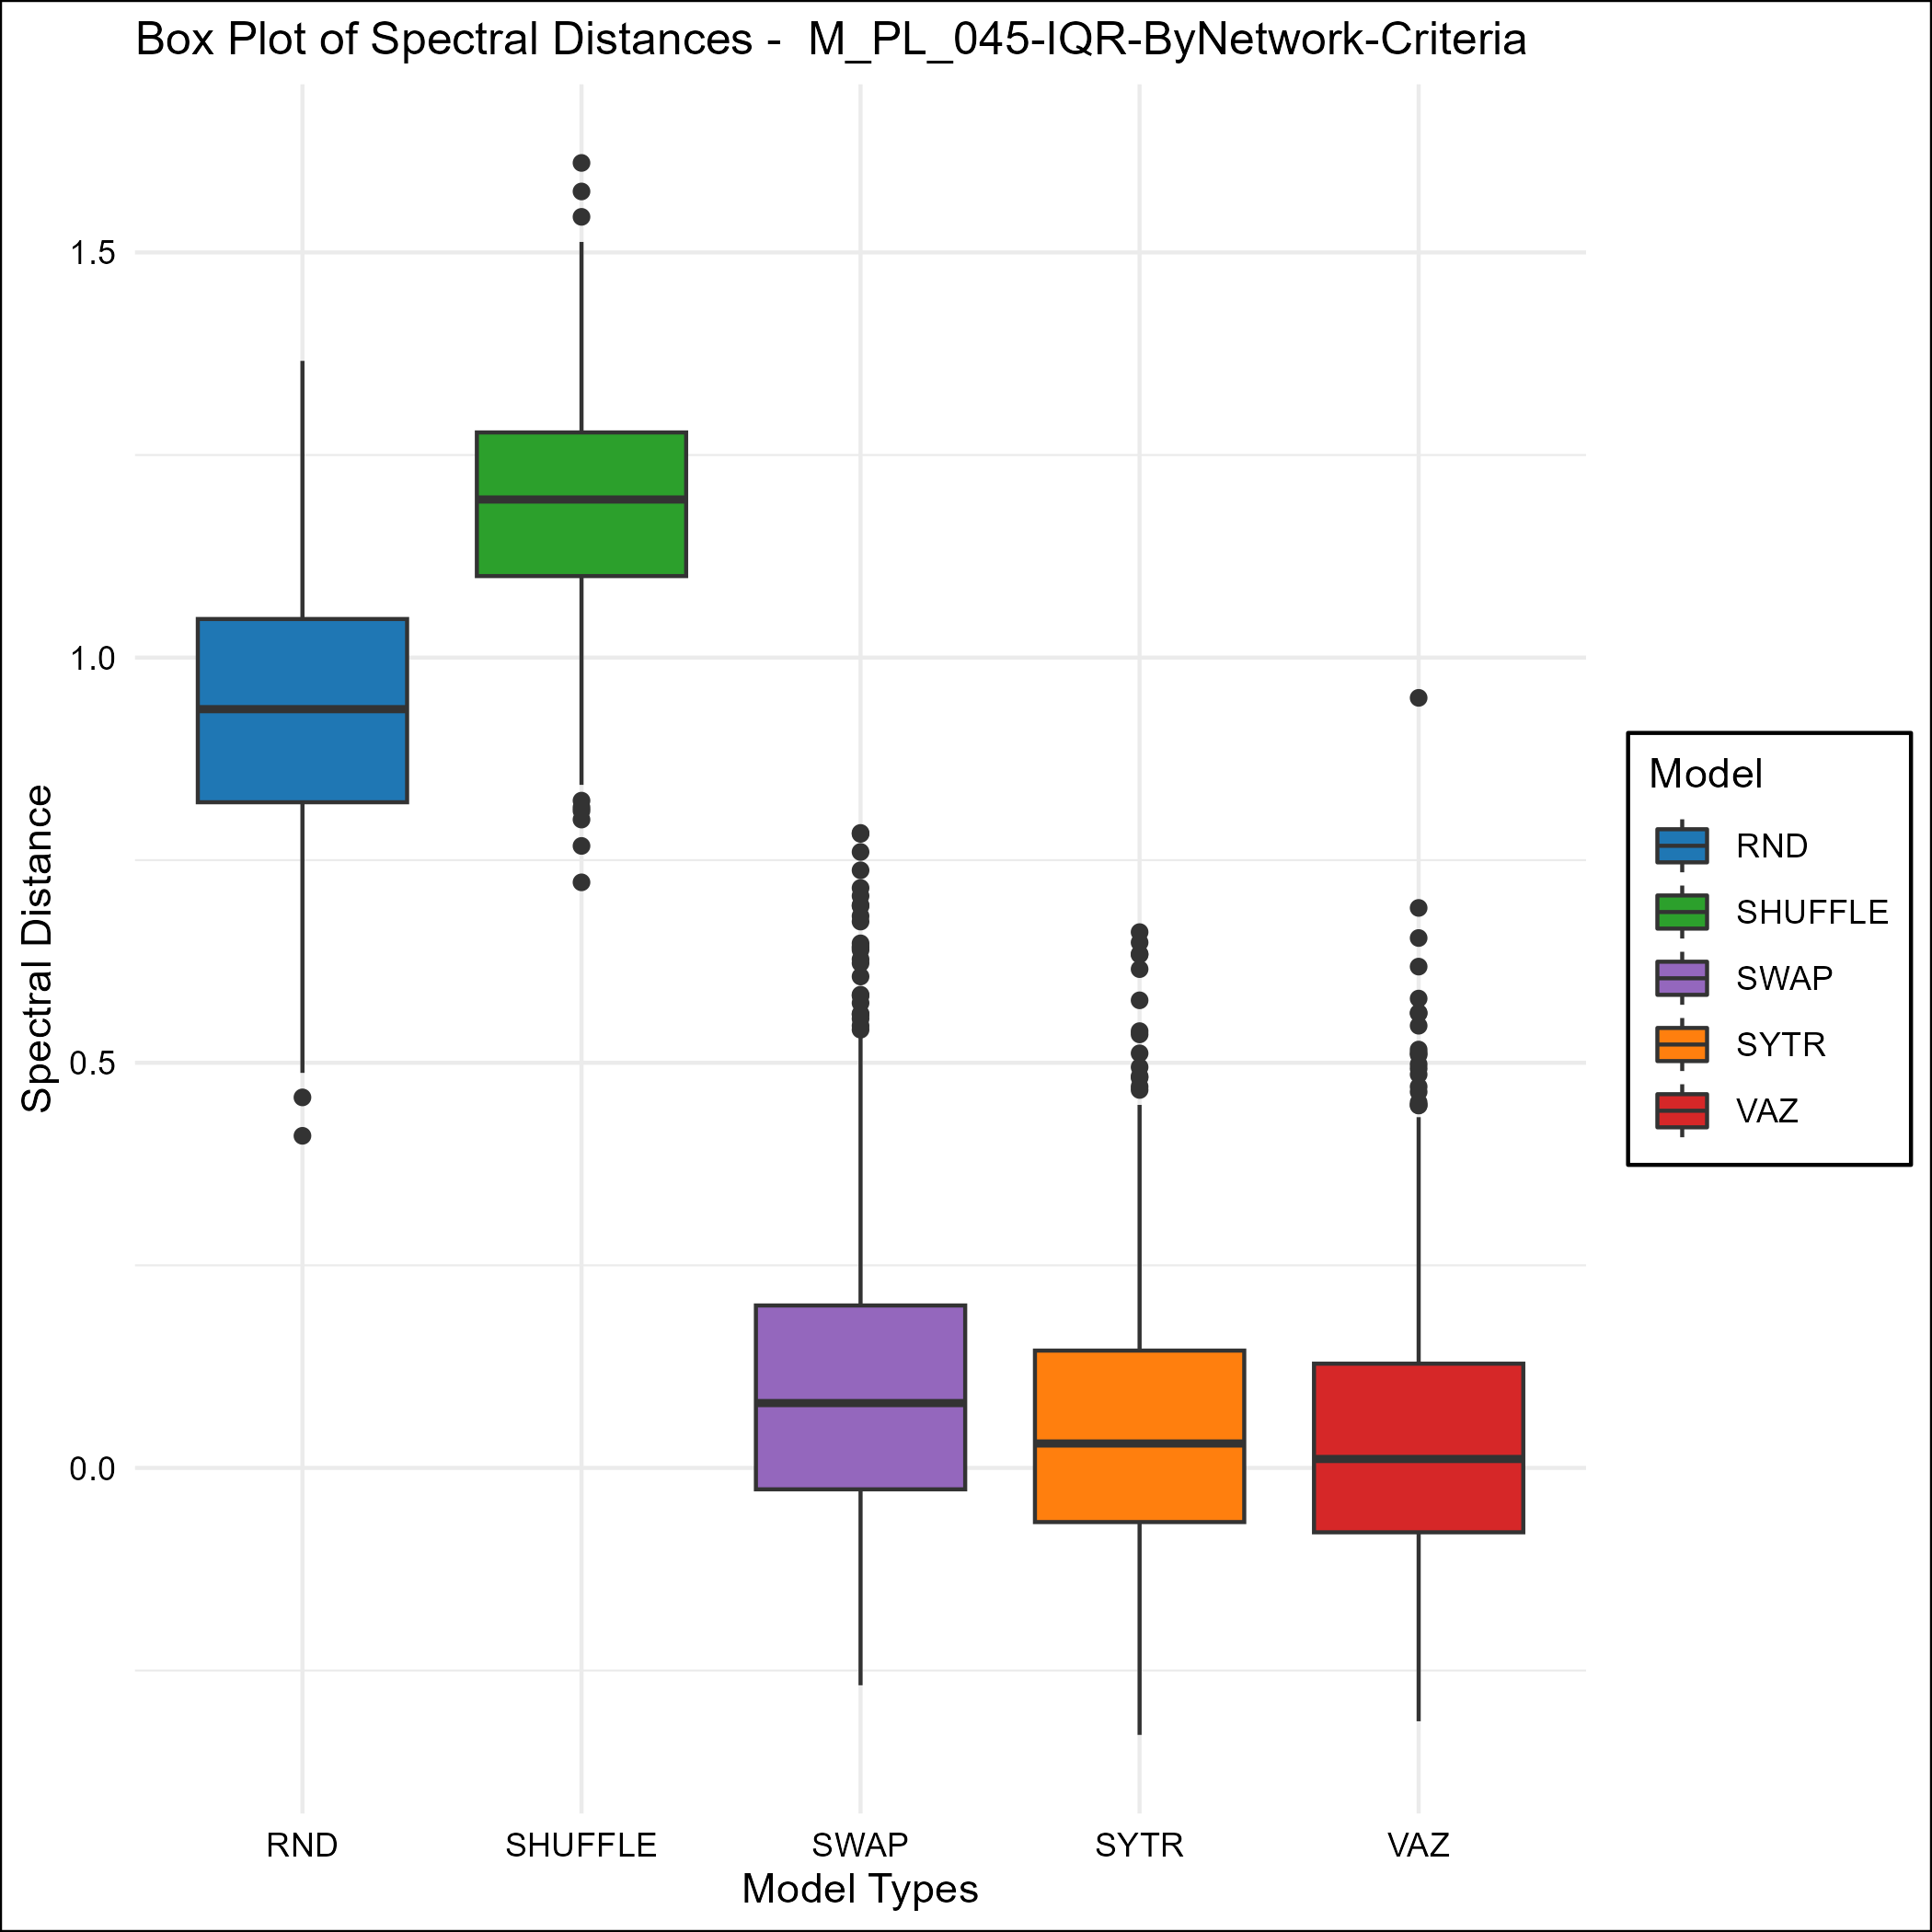 Box Plot of Spectral Distances -  M_PL_045-IQR-ByNetwork-Criteria
1.5
1.0
0.5
0.0
Spectral Distance
RND
SHUFFLE
SWAP
SYTR
VAZ
Model Types
Model
RND
SHUFFLE
SWAP
SYTR
VAZ